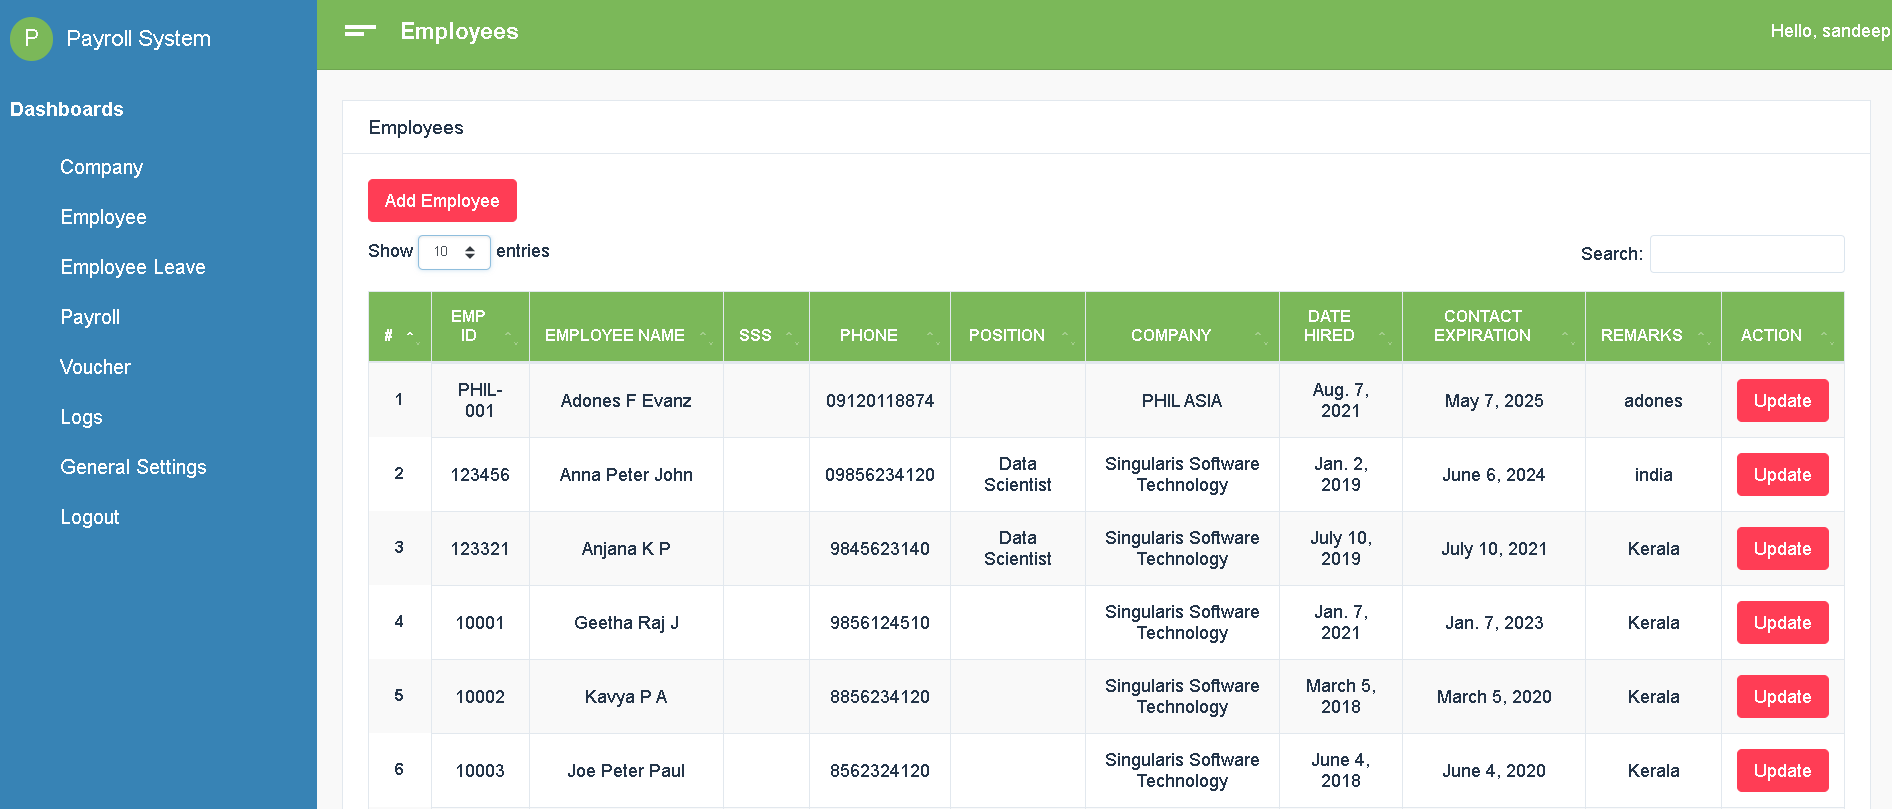 P Payroll System
Dashboards
Company
Employee
Employee Leave
Payroll
Voucher
Logs
General Settings
Logout
Employees
Hello, sandeep
Employees
Add Employee
Show 10 entries
Search:
# EMP ID EMPLOYEE NAME SSS PHONE POSITION COMPANY DATE HIRED CONTACT EXPIRATION REMARKS ACTION
1 PHIL-001 Adones F Evanz 09120118874 PHIL ASIA Aug. 7, 2021 May 7, 2025 adones Update
2 123456 Anna Peter John 09856234120 Data Scientist Singularis Software Technology Jan. 2, 2019 June 6, 2024 india Update
3 123321 Anjana K P 9845623140 Data Scientist Singularis Software Technology July 10, 2019 July 10, 2021 Kerala Update
4 10001 Geetha Raj J 9856124510 Singularis Software Technology Jan. 7, 2021 Jan. 7, 2023 Kerala Update
5 10002 Kavya P A 8856234120 Singularis Software Technology March 5, 2018 March 5, 2020 Kerala Update
6 10003 Joe Peter Paul 8562324120 Singularis Software Technology June 4, 2018 June 4, 2020 Kerala Update